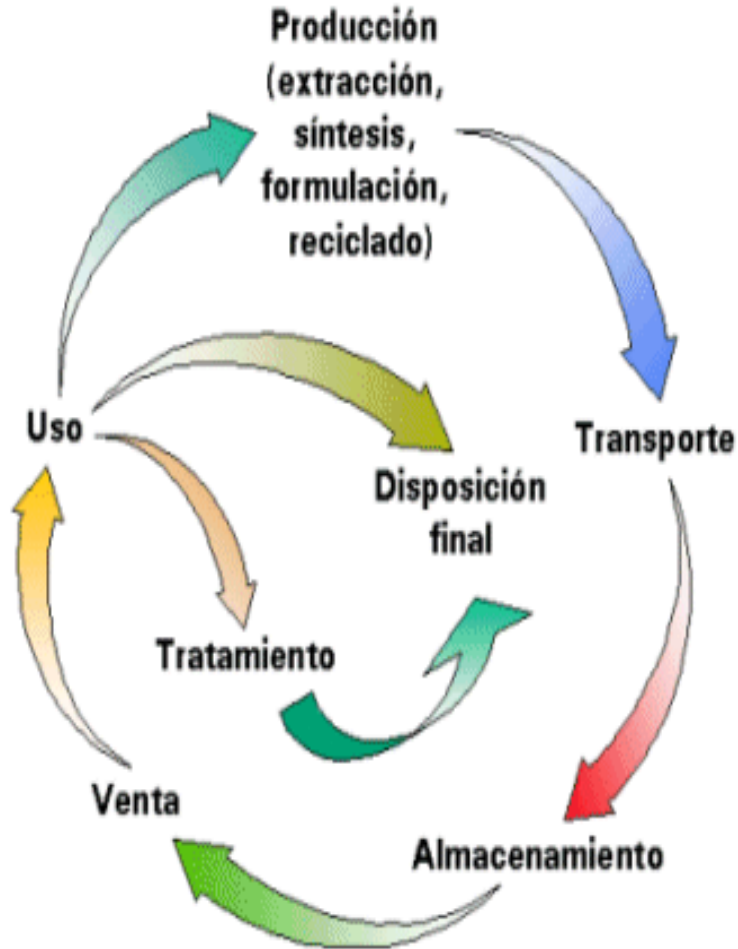 Producción
(extracción,
síntesis,
formulación,
reciclado)
Uso
Transporte
Disposición
final
Tratamiento
Venta
Almacenamiento